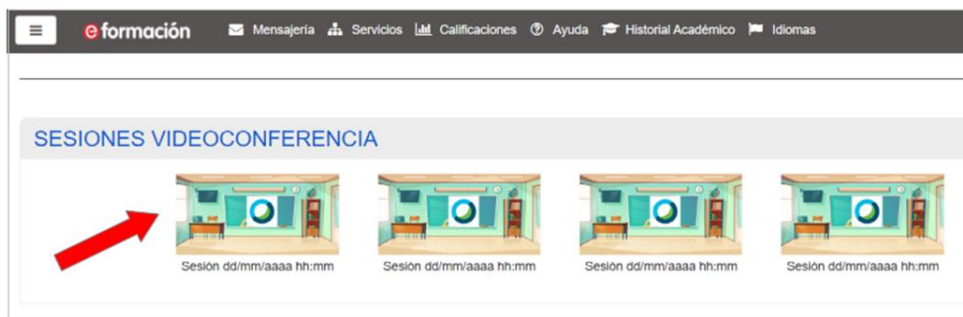 eformación Mensajería Servicios Calificaciones Ayuda Historial Académico Idiomas
SESIONES VIDEOCONFERENCIA
Sesión dd/mm/aaaa hh:mm Sesión dd/mm/aaaa hh:mm Sesión dd/mm/aaaa hh:mm Sesión dd/mm/aaaa hh:mm